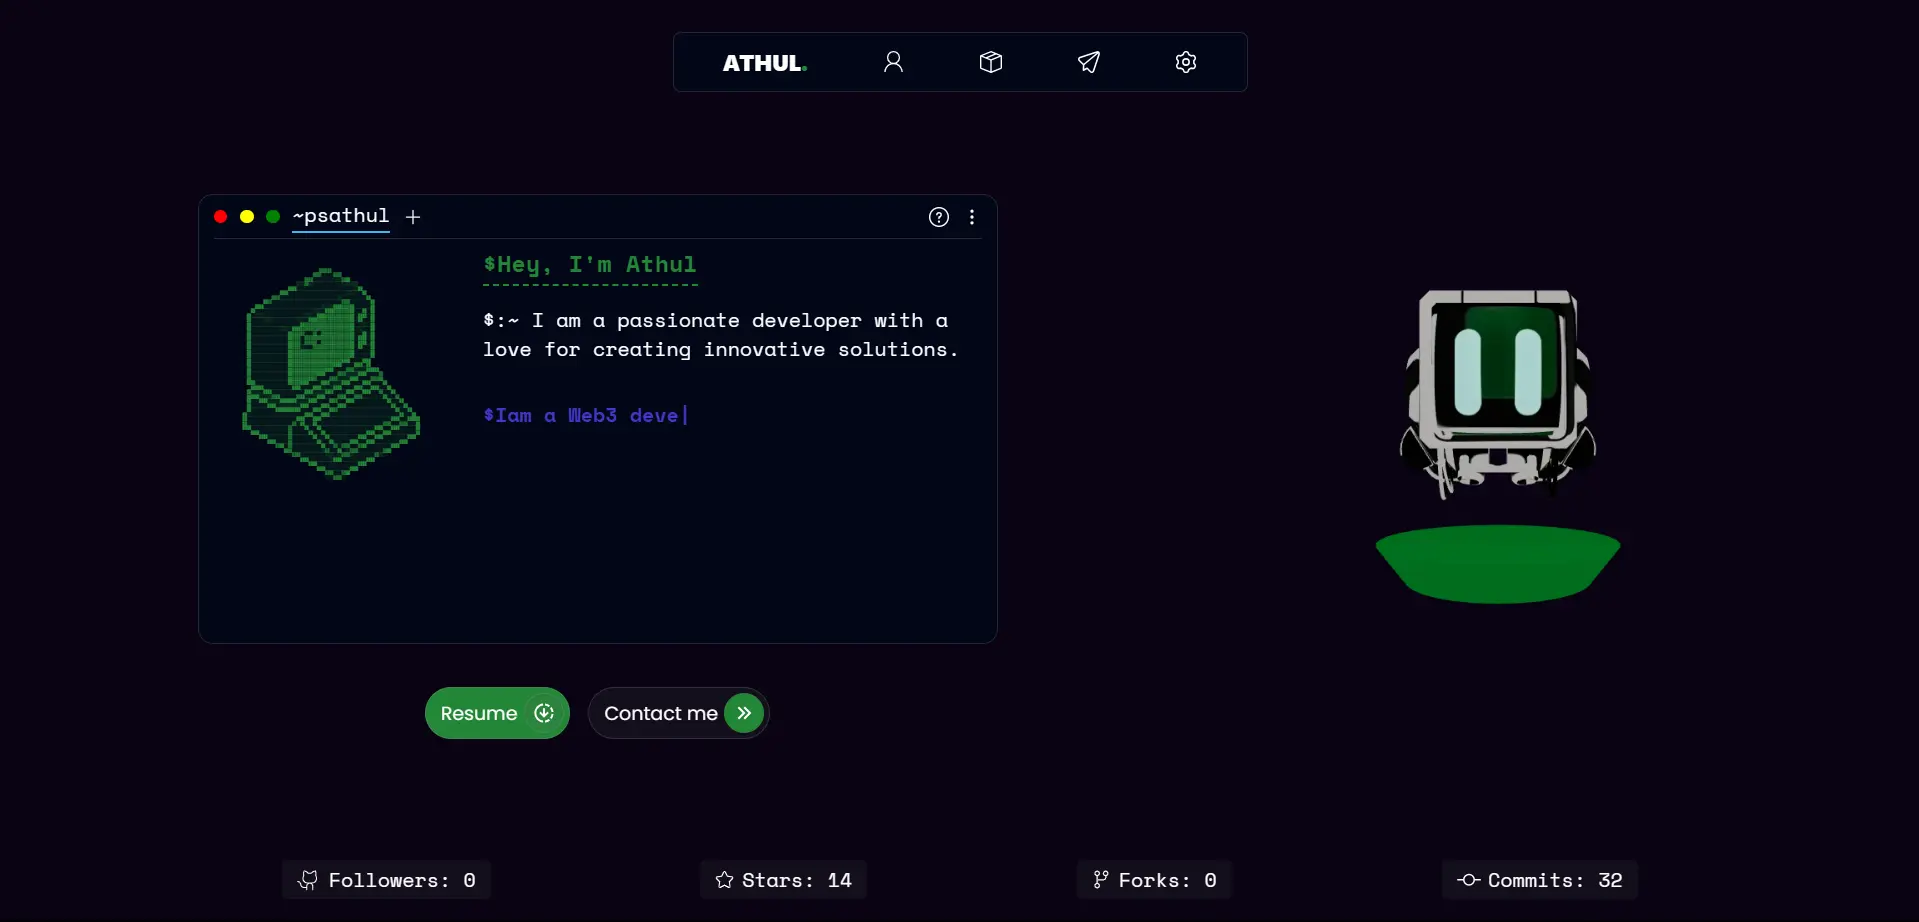 ATHUL.
~psathul +
$Hey, I'm Athul
$:~ I am a passionate developer with a
love for creating innovative solutions.
$Iam a Web3 deve|
Resume
Contact me
Followers: 0
Stars: 14
Forks: 0
Commits: 32